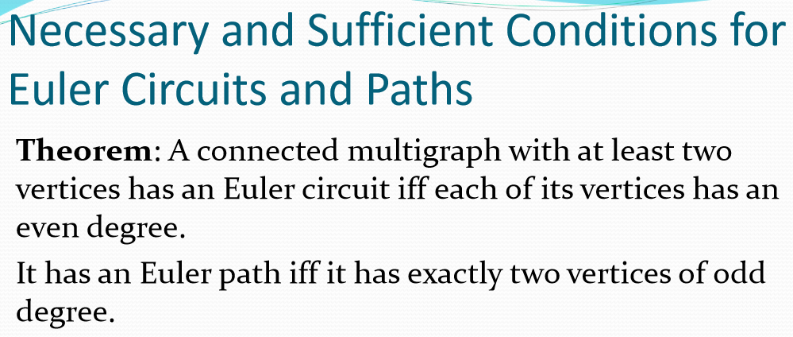 Necessary and Sufficient Conditions for
Euler Circuits and Paths
Theorem: A connected multigraph with at least two
vertices has an Euler circuit iff each of its vertices has an
even degree.
It has an Euler path iff it has exactly two vertices of odd
degree.